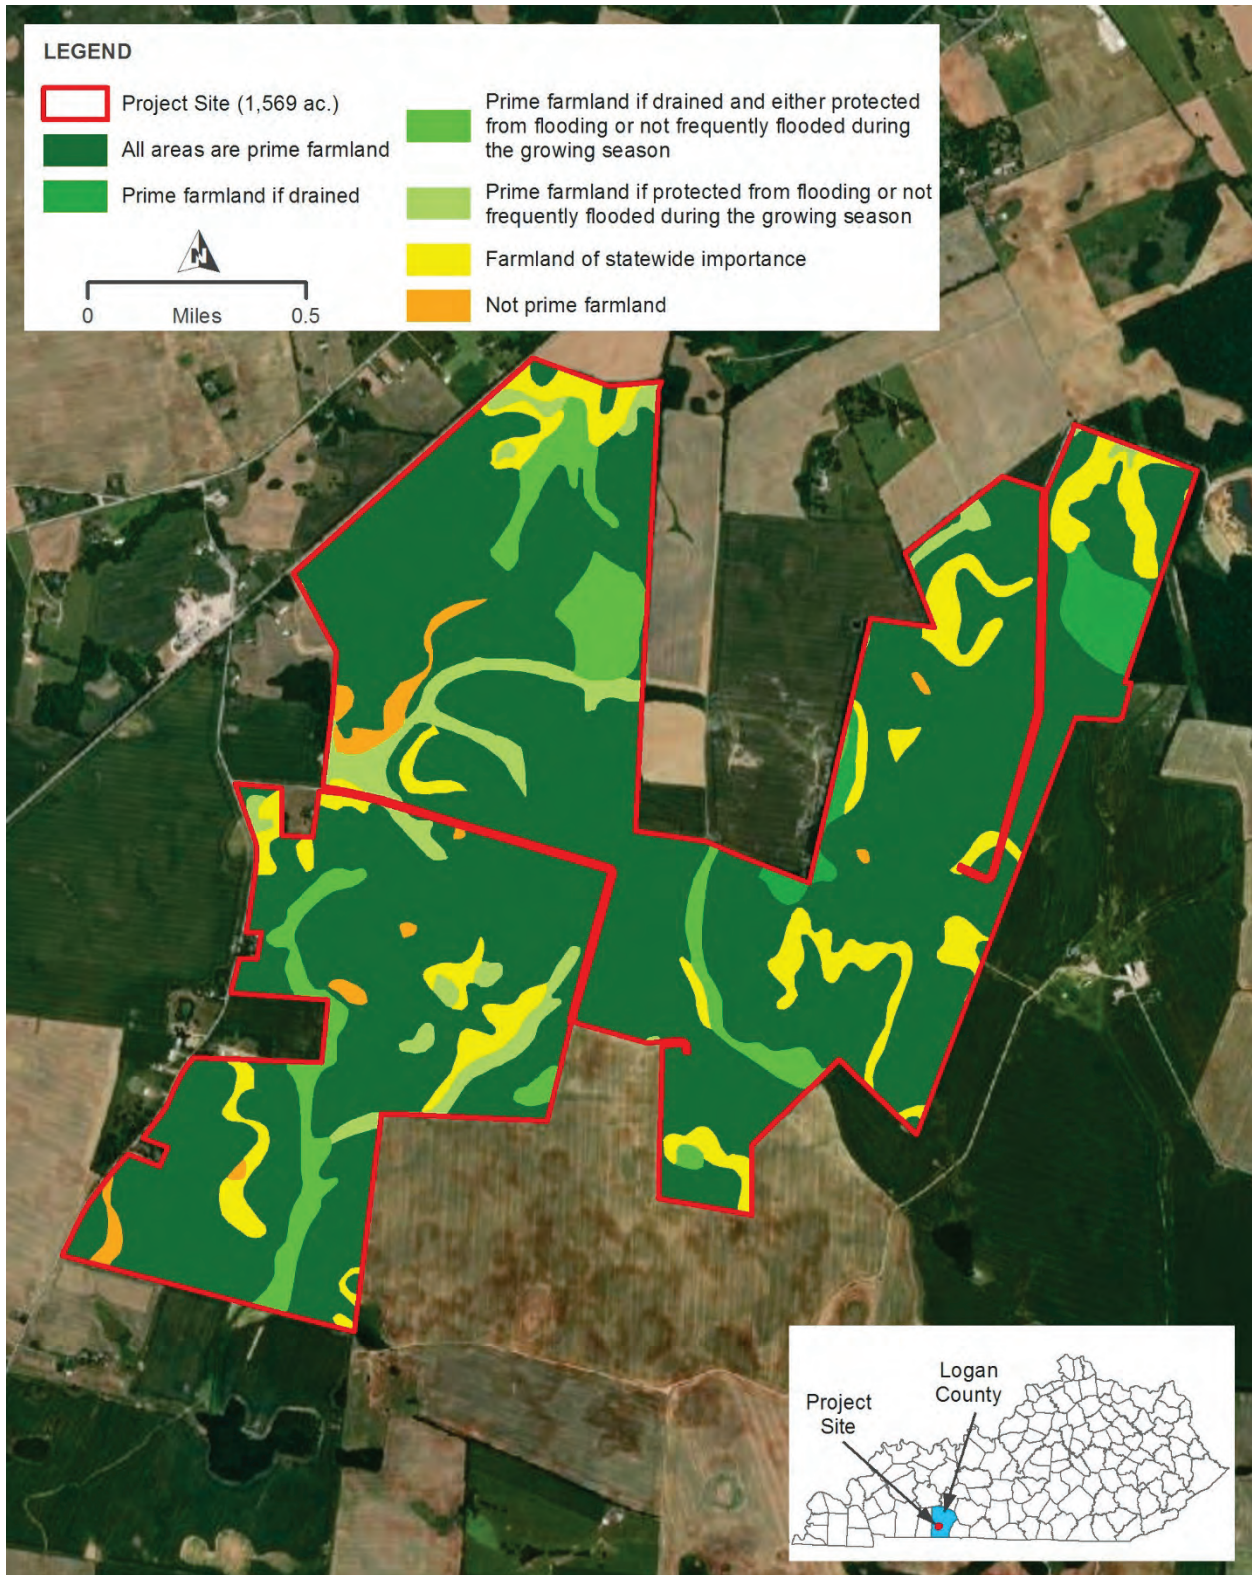 LEGEND
Project Site (1,569 ac.)
All areas are prime farmland
Prime farmland if drained
N
0 Miles 0.5
Prime farmland if drained and either protected
from flooding or not frequently flooded during
the growing season
Prime farmland if protected from flooding or not
frequently flooded during the growing season
Farmland of statewide importance
Not prime farmland
Logan
County
Project
Site